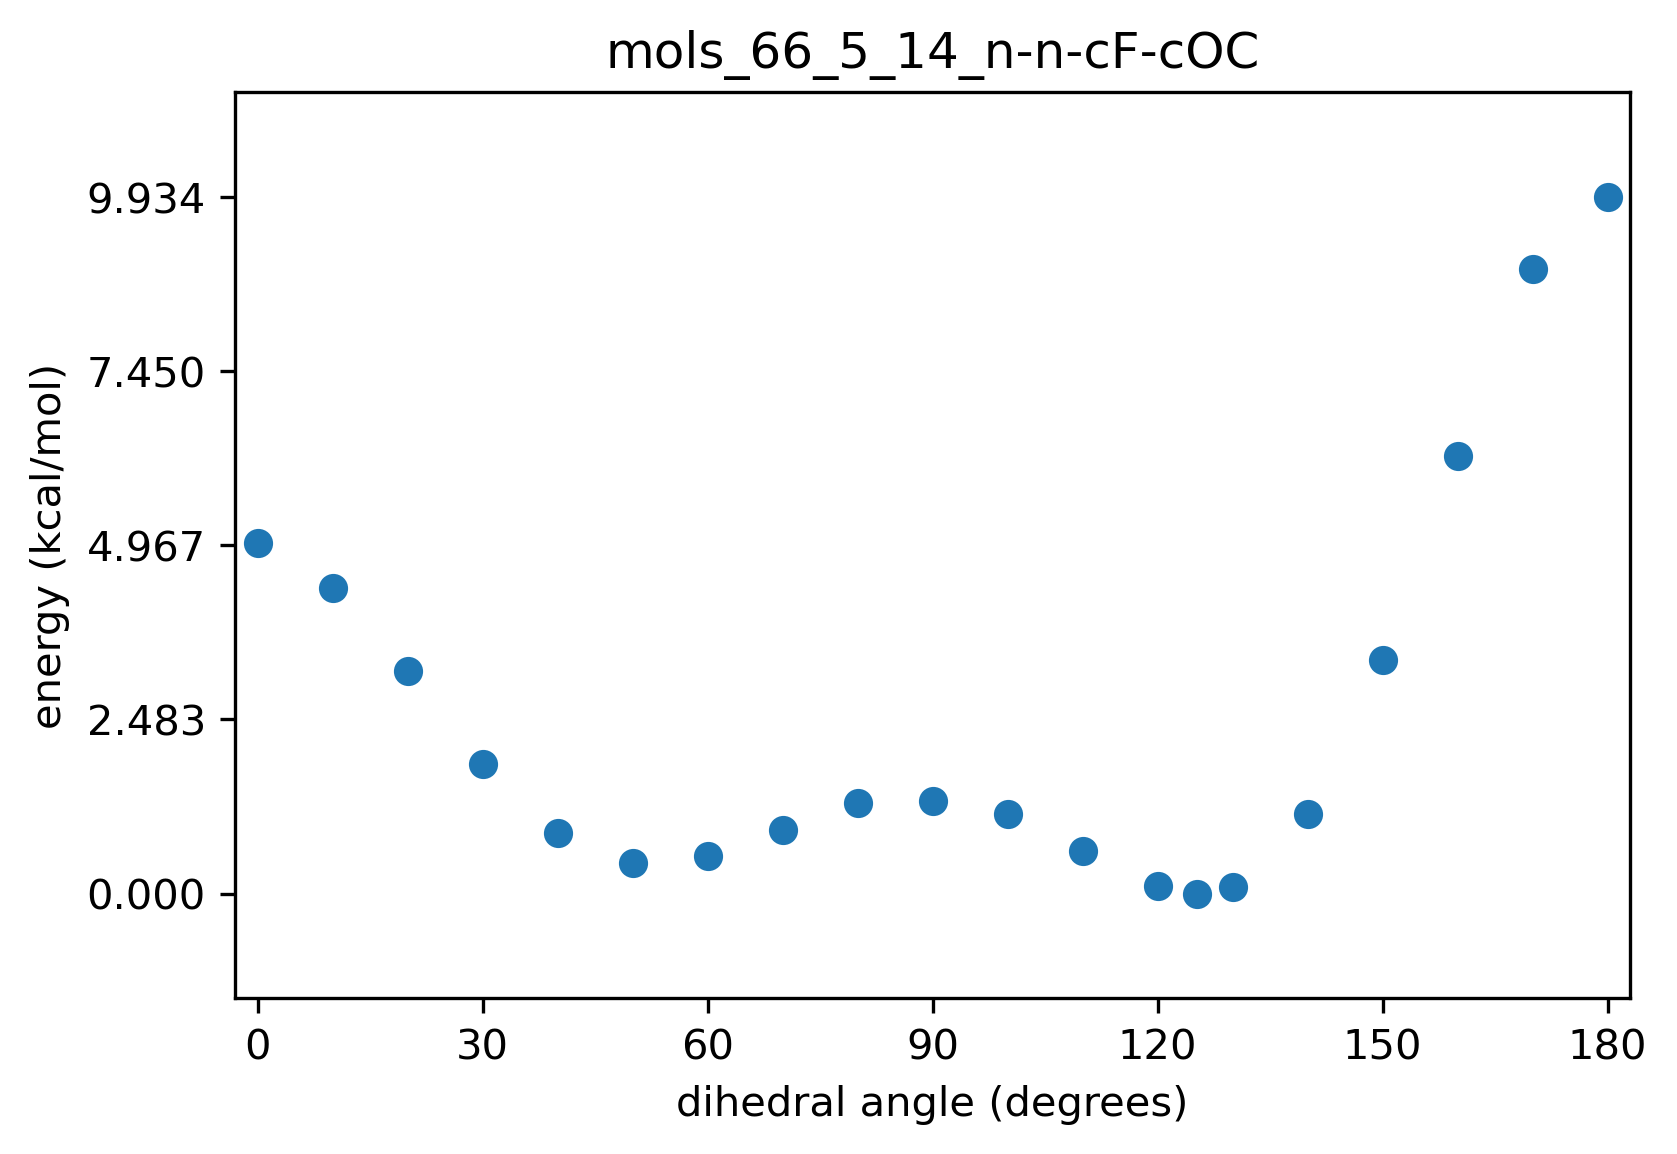 mols_66_5_14_n-n-cF-cOC
9.934
7.450
4.967
2.483
0.000
energy (kcal/mol)
0 30 60 90 120 150 180
dihedral angle (degrees)